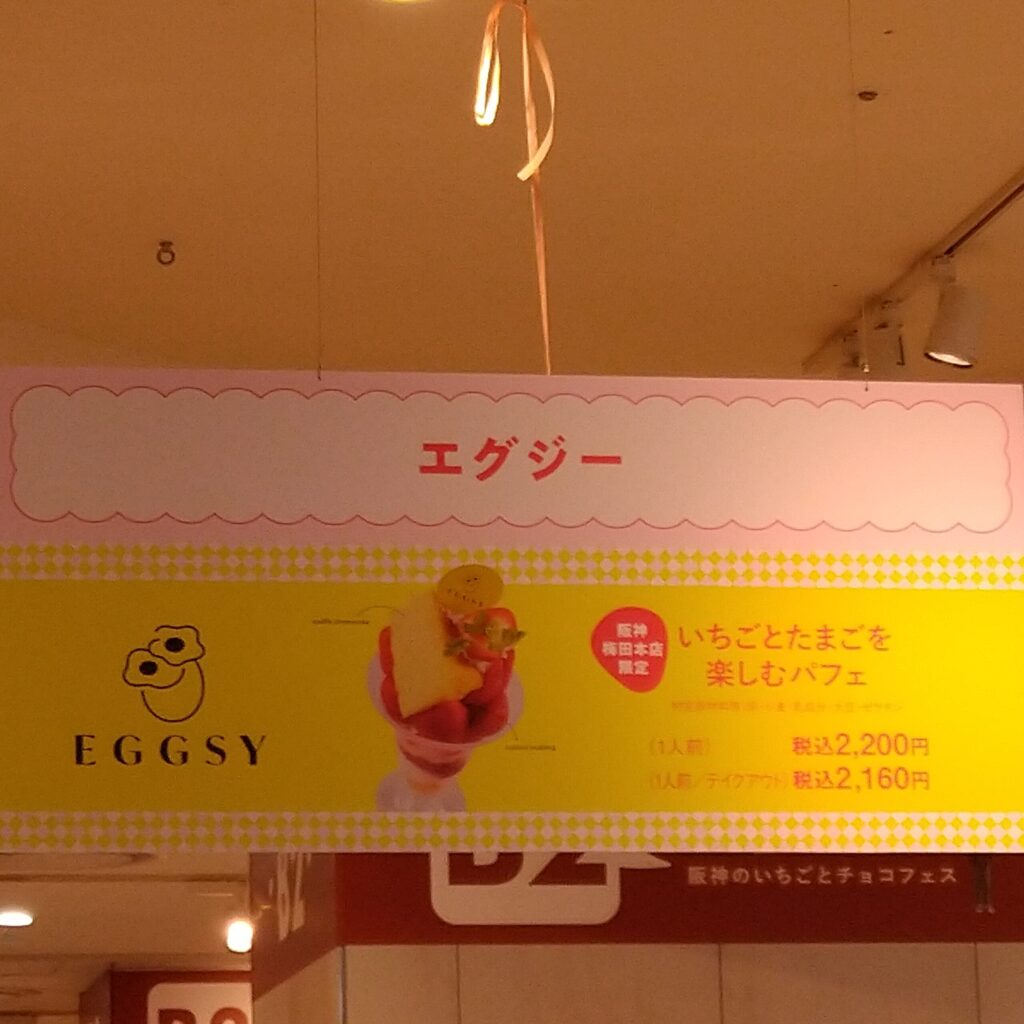 エグジー
EGGSY
EGGSY
阪神
梅田本店
限定
いちごとたまごを
楽しむパフェ
(1人前) 税込2,200円
(1人前/テイクアウト) 税込2,160円
B2
阪神のいちごとチョコフェス